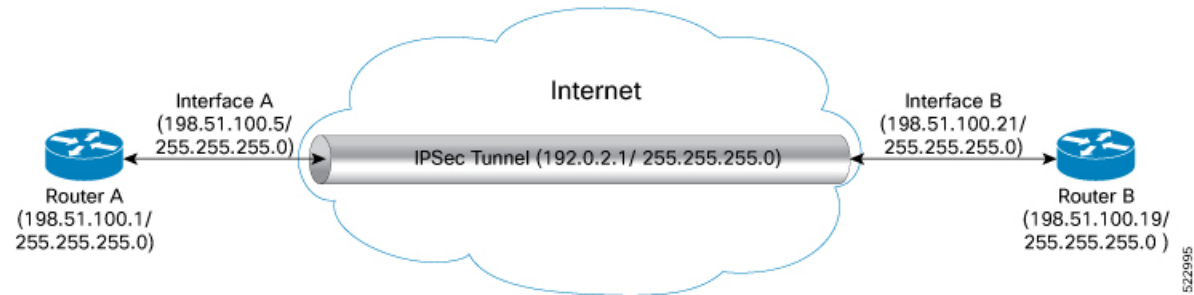 Internet
Interface A
(198.51.100.5/
255.255.255.0)
Interface B
(198.51.100.21/
255.255.255.0)
IPSec Tunnel (192.0.2.1/ 255.255.255.0)
Router A
(198.51.100.1/
255.255.255.0)
Router B
(198.51.100.19/
255.255.255.0 )
522995